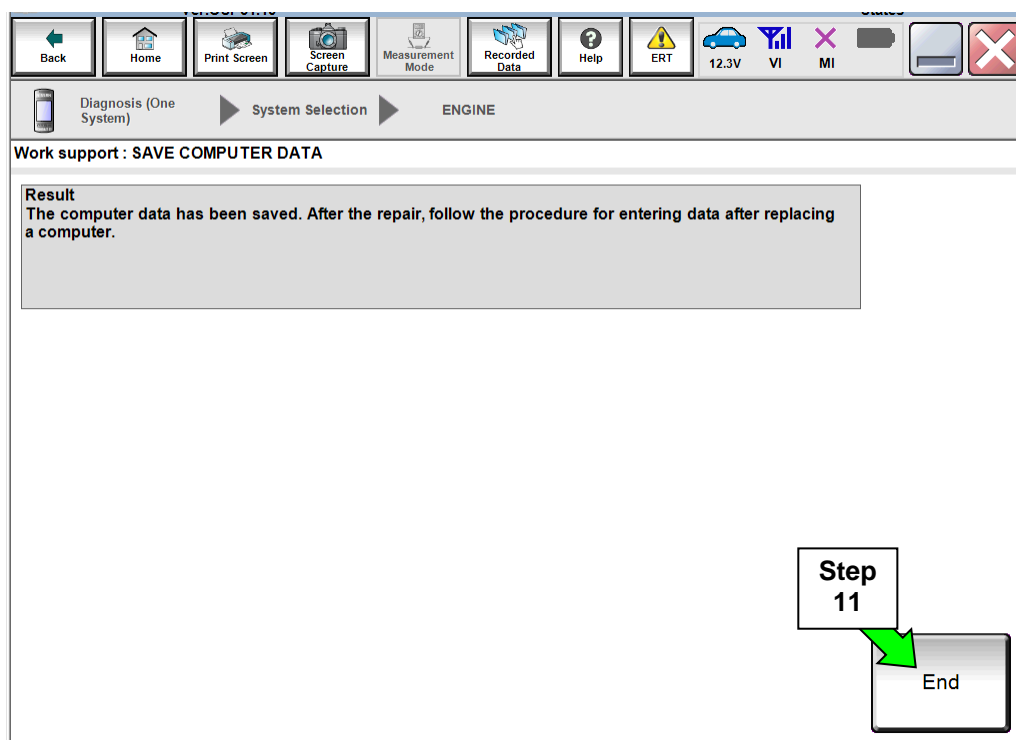 Back
Home
Print Screen
Screen
Capture
Measurement
Mode
Recorded
Data
Help
ERT
12.3V
VI
MI
Diagnosis (One
System)
System Selection
ENGINE
Work support : SAVE COMPUTER DATA
Result
The computer data has been saved. After the repair, follow the procedure for entering data after replacing
a computer.
Step
11
End